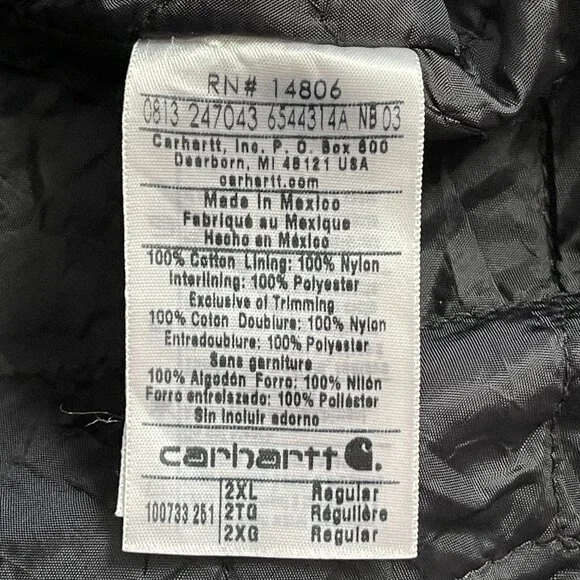 RN# 14806
0813 247043 6544314A NB 03
Carhartt, Inc. P. O. Box 600
Dearborn, MI 48121 USA
carhartt.com
Made in Mexico
Fabriqué au Mexique
Hecho en México
100% Cotton Lining: 100% Nylon
Interlining: 100% Polyester
Exclusive of Trimming
100% Coton Doublure: 100% Nylon
Entredoublure: 100% Polyester
Sans garniture
100% Algodón Forro: 100% Nilón
Forro entrelazado: 100% Poliéster
Sin incluir adorno
carhartt
100733 251
2XL Regular
2TG Régulière
2XG Regular